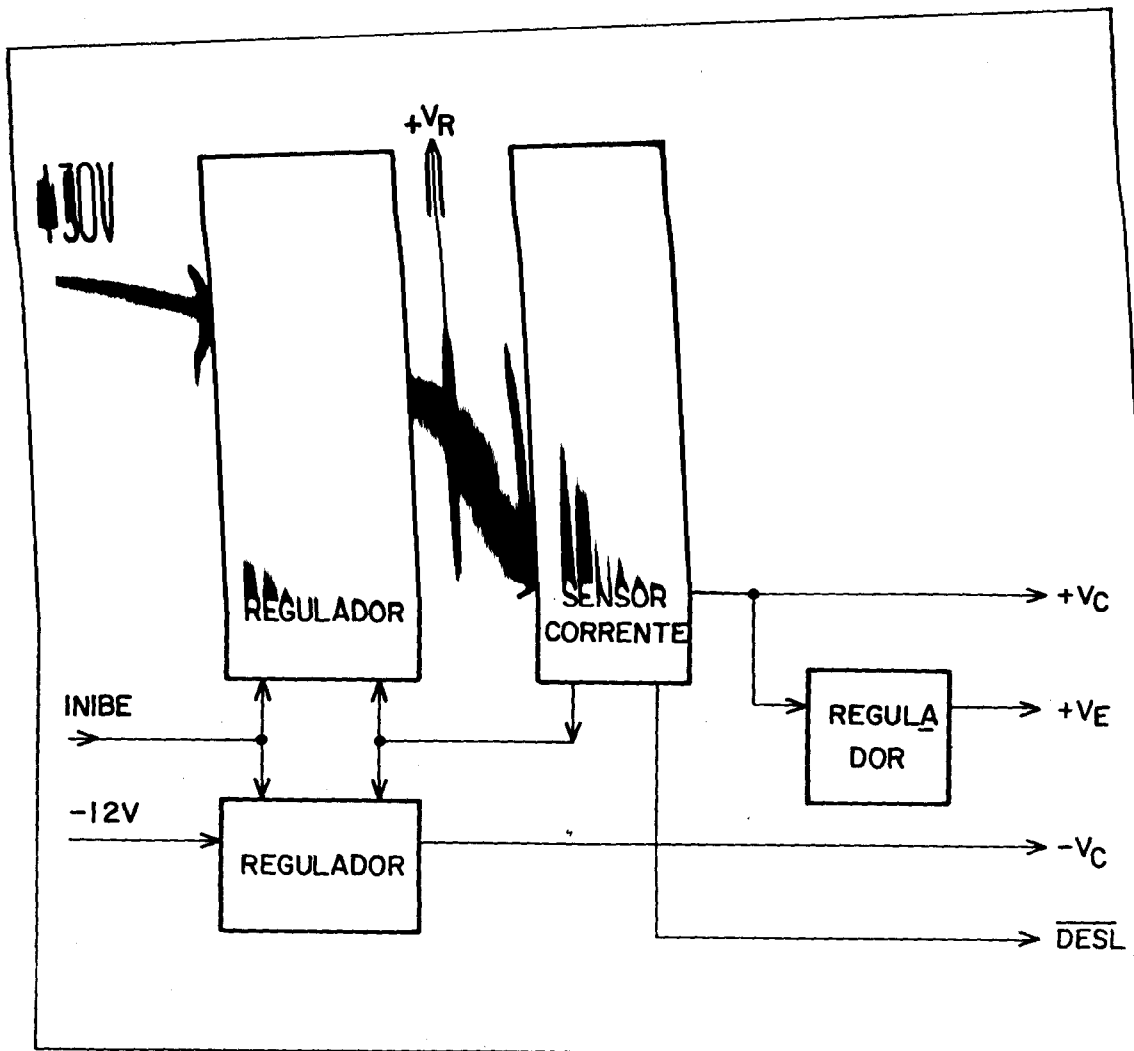 +VR
+30V
REGULADOR
SENSOR
CORRENTE
+VC
INIBE
REGULA
DOR
+VE
-12V
REGULADOR
-VC
DESL